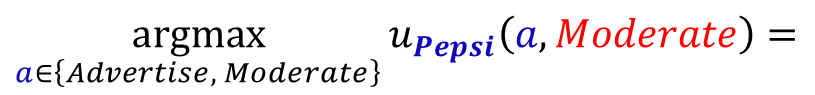 argmax u_Pepsi(a, Moderate) =
a∈{Advertise, Moderate}